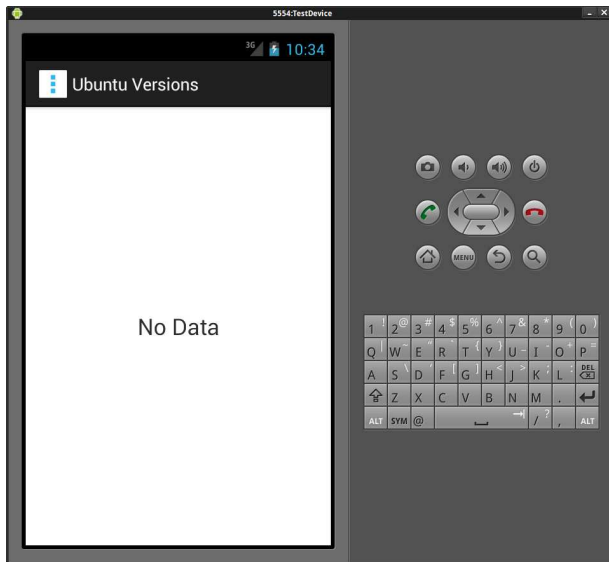 5554:TestDevice
3G 10:34
Ubuntu Versions
No Data
MENU
1 ! 2 @ 3 # 4 $ 5 % 6 ^ 7 & 8 * 9 ( 0 )
Q | W ~ E " R ` T { Y } U _ I - O + P =
A S \ D ' F [ G ] H < J > K ; L : DEL
Z X C V B N M .
ALT SYM @ / ? , ALT